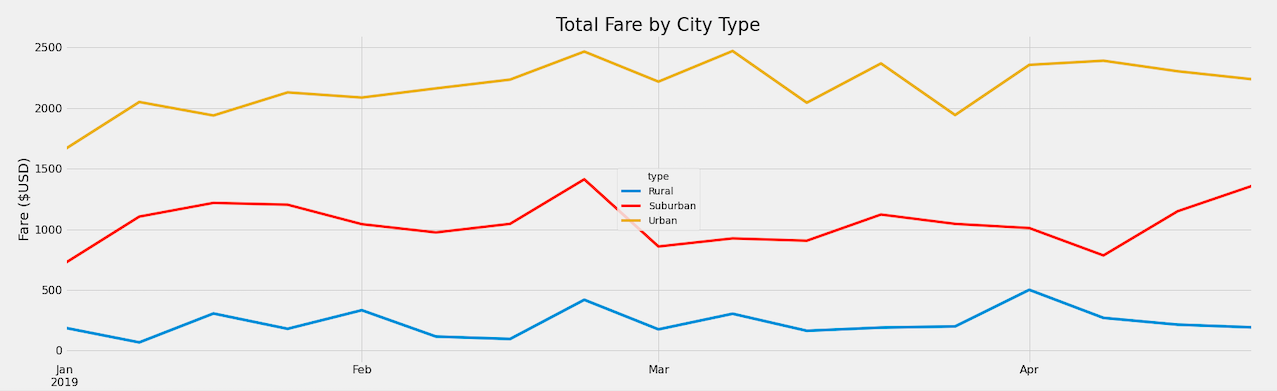 Total Fare by City Type
Fare ($USD)
2500
2000
1500
1000
500
0
type
Rural
Suburban
Urban
Jan Feb Mar Apr
2019